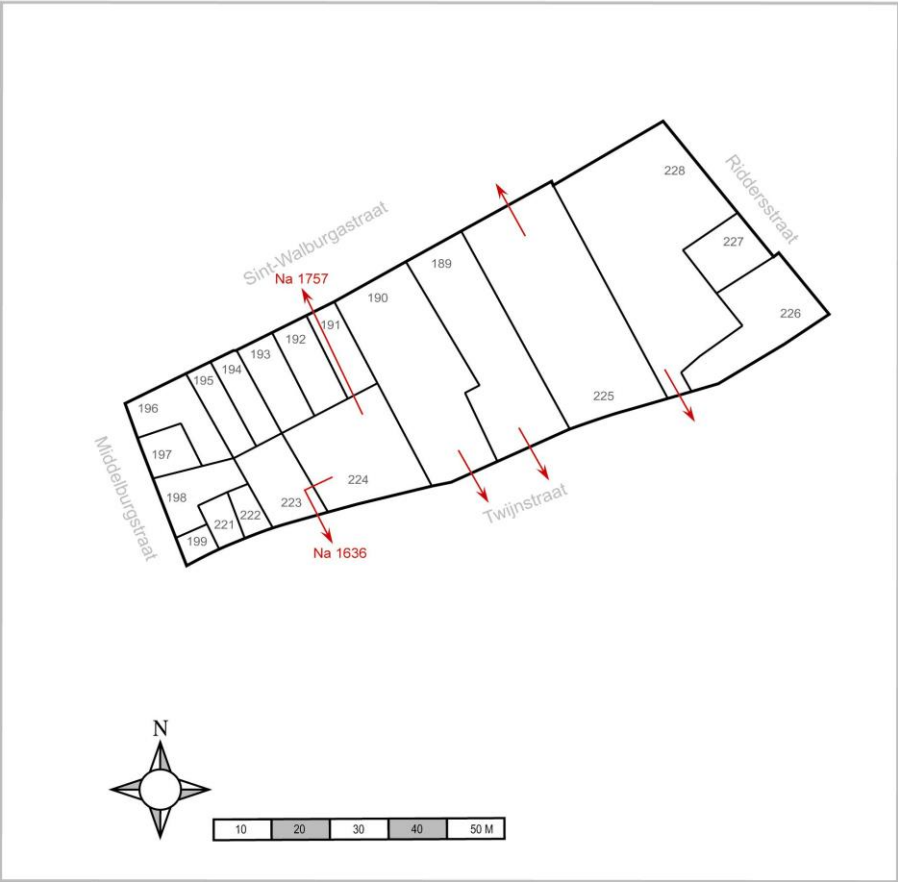 228
Riddersstraat
Sint-Walburgastraat
227
189
Na 1757
190
226
191
192
193
194
195
225
196
Middelburgstraat
197
224
198
223
Twijnstraat
222
221
199
Na 1636
N
10 20 30 40 50 M